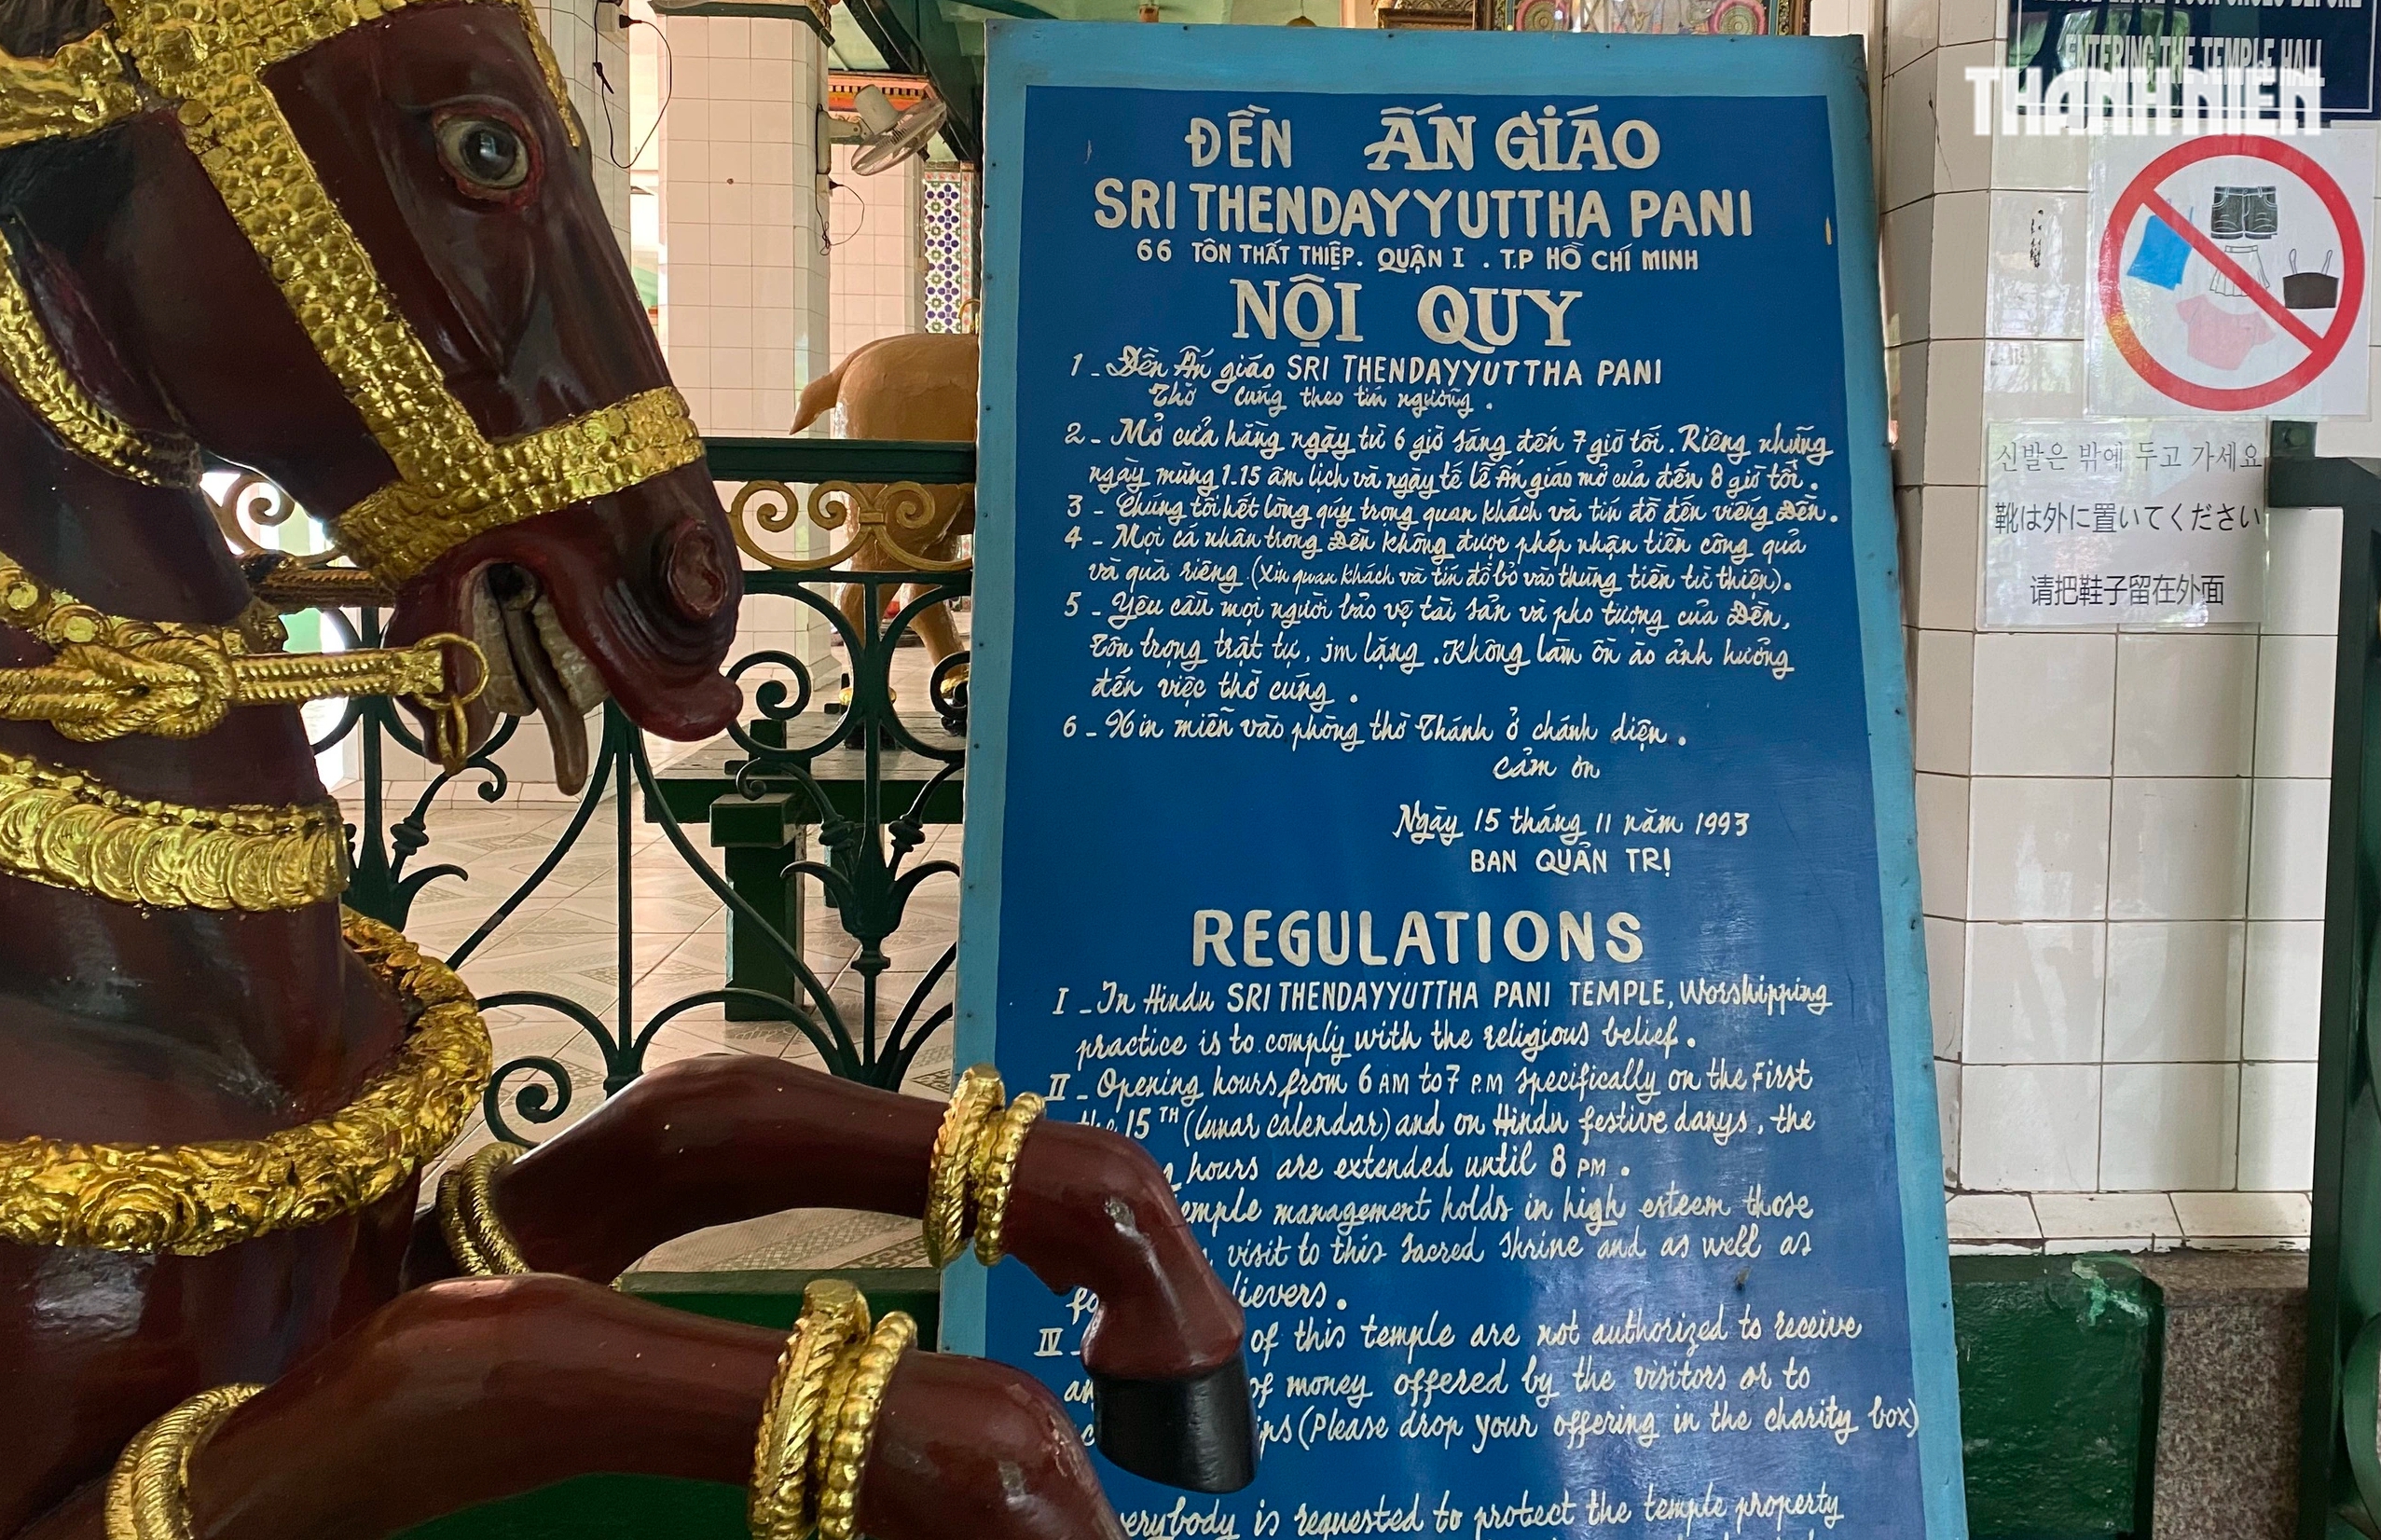 ĐỀN ẤN GIÁO
SRI THENDAYYUTTHA PANI
66 TÔN THẤT THIỆP. QUẬN I . T.P HỒ CHÍ MINH
NỘI QUY
1 - Đền Ấn giáo SRI THENDAYYUTTHA PANI
Thờ cúng theo tín ngưỡng.
2 - Mở cửa hằng ngày từ 6 giờ sáng đến 7 giờ tối. Riêng những
ngày mùng 1.15 âm lịch và ngày tế lễ Ấn giáo mở cửa đến 8 giờ tối.
3 - Chúng tôi hết lòng qúy trọng quan khách và tín đồ đến viếng Đền.
4 - Mọi cá nhân trong Đền không được phép nhận tiền công quả
và quà riêng (Xin quan khách và tín đồ bỏ vào thùng tiền từ thiện).
5 - Yêu cầu mọi người bảo vệ tài sản và pho tượng của Đền,
tôn trọng trật tự, im lặng. Không làm ồn ào ảnh hưởng
đến việc thờ cúng.
6 - Xin miễn vào phòng thờ Thánh ở chánh diện.
Cảm ơn
Ngày 15 tháng 11 năm 1993
BAN QUẢN TRỊ
REGULATIONS
I - In Hindu SRI THENDAYYUTTHA PANI TEMPLE, Worshipping
practice is to comply with the religious belief.
II - Opening hours from 6 AM to 7 P.M specifically on the First
the 15TH (lunar calendar) and on Hindu festive danys, the
hours are extended until 8 PM.
emple management holds in high esteem those
visit to this sacred shrine and as well as
lievers.
IV - of this temple are not authorized to receive
of money offered by the visitors or to
ips (Please drop your offering in the charity box)
verybody is requested to protect the temple property
ENTERING THE TEMPLE HALL
THANH NIÊN
신발은 밖에 두고 가세요
靴は外に置いてください
请把鞋子留在外面